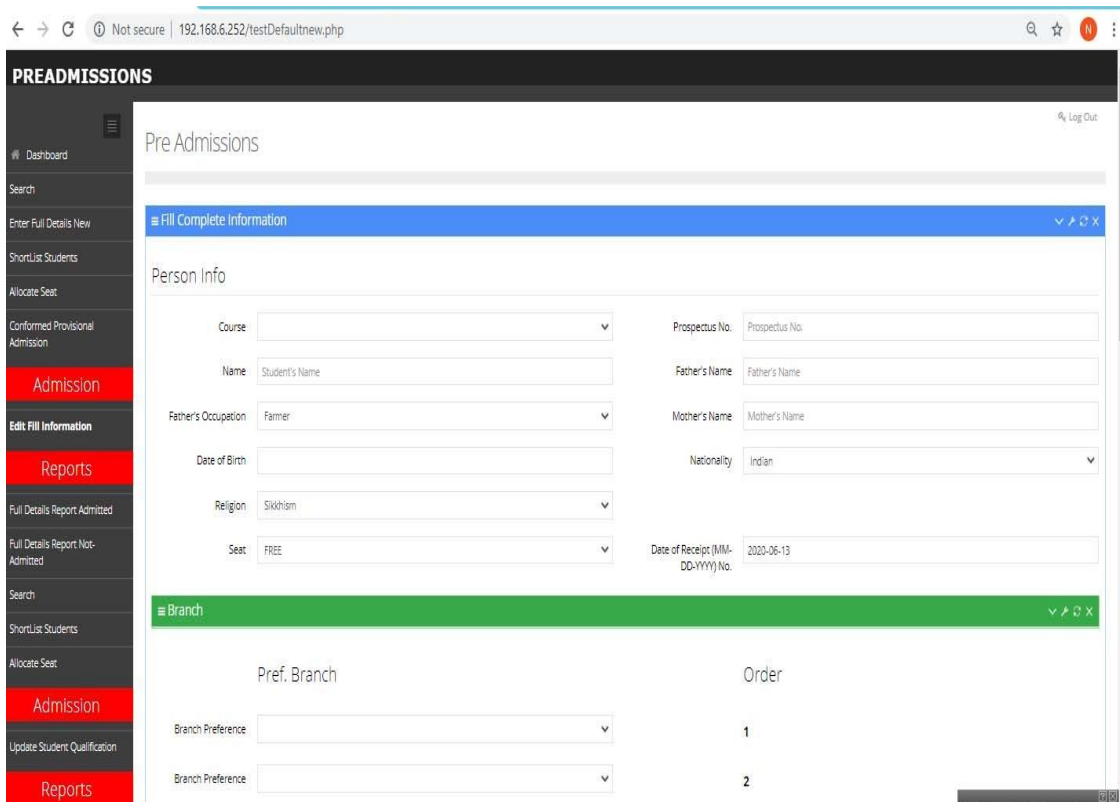 Not secure | 192.168.6.252/testDefaultnew.php
N
PREADMISSIONS
Log Out
Dashboard
Search
Enter Full Details New
ShortList Students
Allocate Seat
Conformed Provisional
Admission
Admission
Edit Fill Information
Reports
Full Details Report Admitted
Full Details Report Not-
Admitted
Search
ShortList Students
Allocate Seat
Admission
Update Student Qualification
Reports
Pre Admissions
Fill Complete Information
Person Info
Course
Prospectus No. Prospectus No.
Name Student's Name
Father's Name Father's Name
Father's Occupation Farmer
Mother's Name Mother's Name
Date of Birth
Nationality Indian
Religion Sikkhism
Seat FREE
Date of Receipt (MM-
DD-YYYY) No. 2020-06-13
Branch
Pref. Branch Order
Branch Preference 1
Branch Preference 2